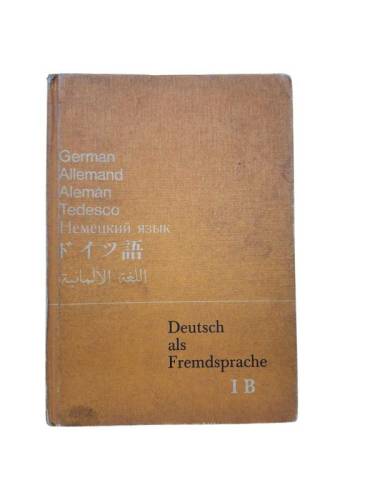 German
Allemand
Alemán
Tedesco
Немецкий язык
ドイツ語
اللغة الألمانية
Deutsch
als
Fremdsprache
I B